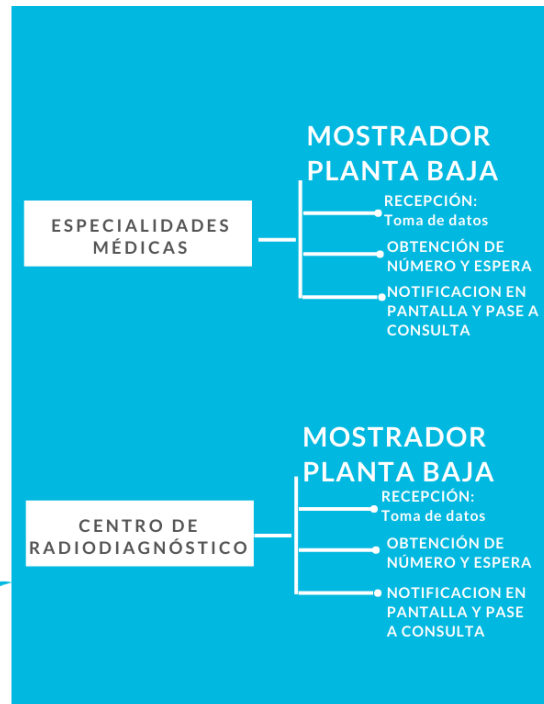 MOSTRADOR
PLANTA BAJA
RECEPCIÓN:
Toma de datos
ESPECIALIDADES
MÉDICAS
OBTENCIÓN DE
NÚMERO Y ESPERA
NOTIFICACION EN
PANTALLA Y PASE A
CONSULTA
MOSTRADOR
PLANTA BAJA
RECEPCIÓN:
Toma de datos
CENTRO DE
RADIODIAGNÓSTICO
OBTENCIÓN DE
NÚMERO Y ESPERA
NOTIFICACION EN
PANTALLA Y PASE
A CONSULTA